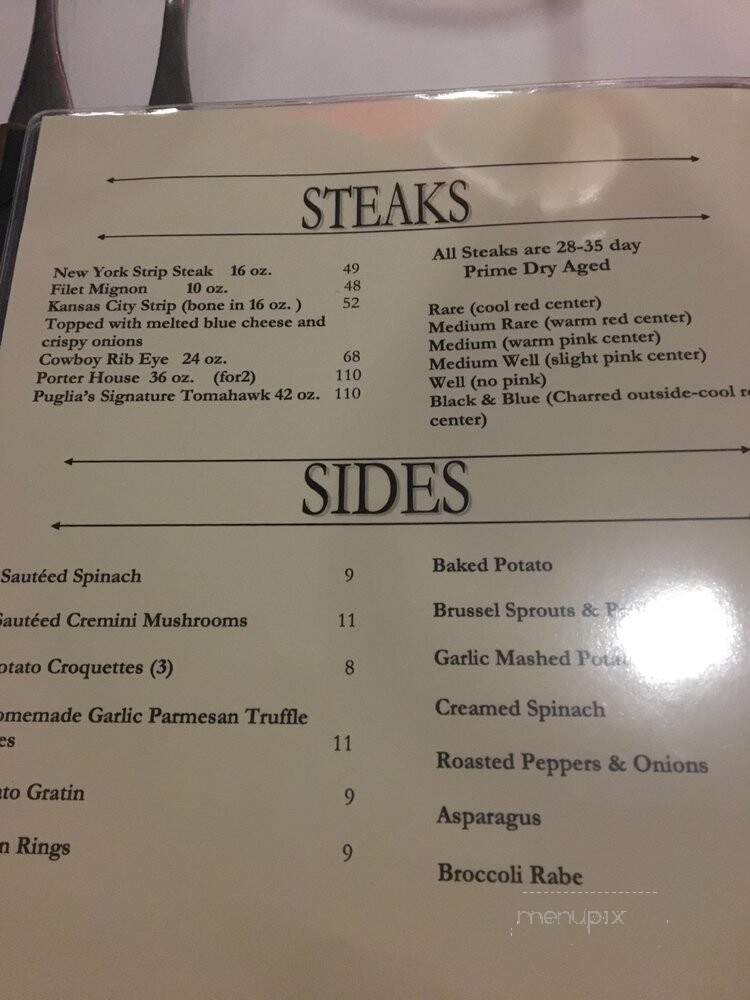 STEAKS
New York Strip Steak 16 oz. 49
Filet Mignon 10 oz. 48
Kansas City Strip (bone in 16 oz. ) 52
Topped with melted blue cheese and
crispy onions
Cowboy Rib Eye 24 oz. 68
Porter House 36 oz. (for2) 110
Puglia's Signature Tomahawk 42 oz. 110
All Steaks are 28-35 day
Prime Dry Aged
Rare (cool red center)
Medium Rare (warm red center)
Medium (warm pink center)
Medium Well (slight pink center)
Well (no pink)
Black & Blue (Charred outside-cool
center)
SIDES
Sautéed Spinach 9
Sautéed Cremini Mushrooms 11
Potato Croquettes (3) 8
Homemade Garlic Parmesan Truffle
11
Gratin 9
Rings 9
Baked Potato
Brussel Sprouts &
Garlic Mashed
Creamed Spinach
Roasted Peppers & Onions
Asparagus
Broccoli Rabe
menupix